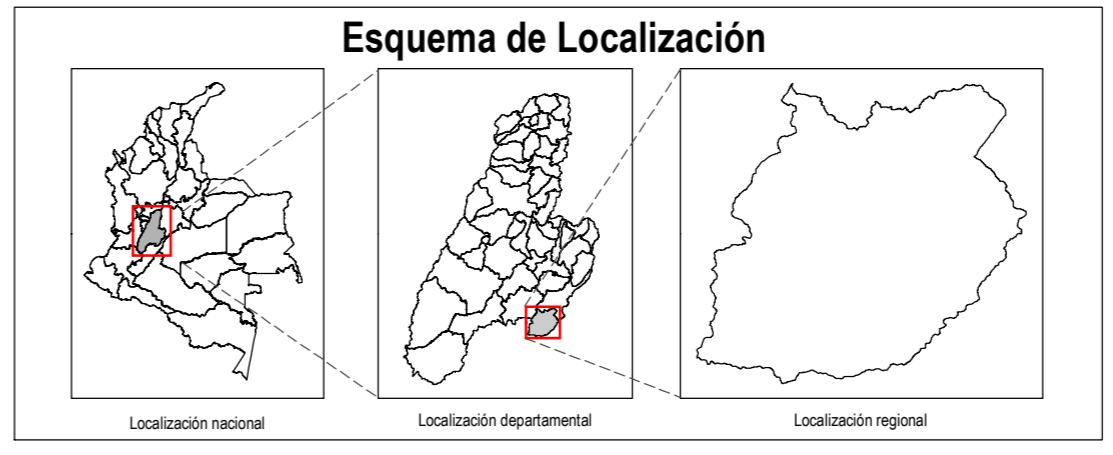 Esquema de Localización
Localización nacional
Localización departamental
Localización regional